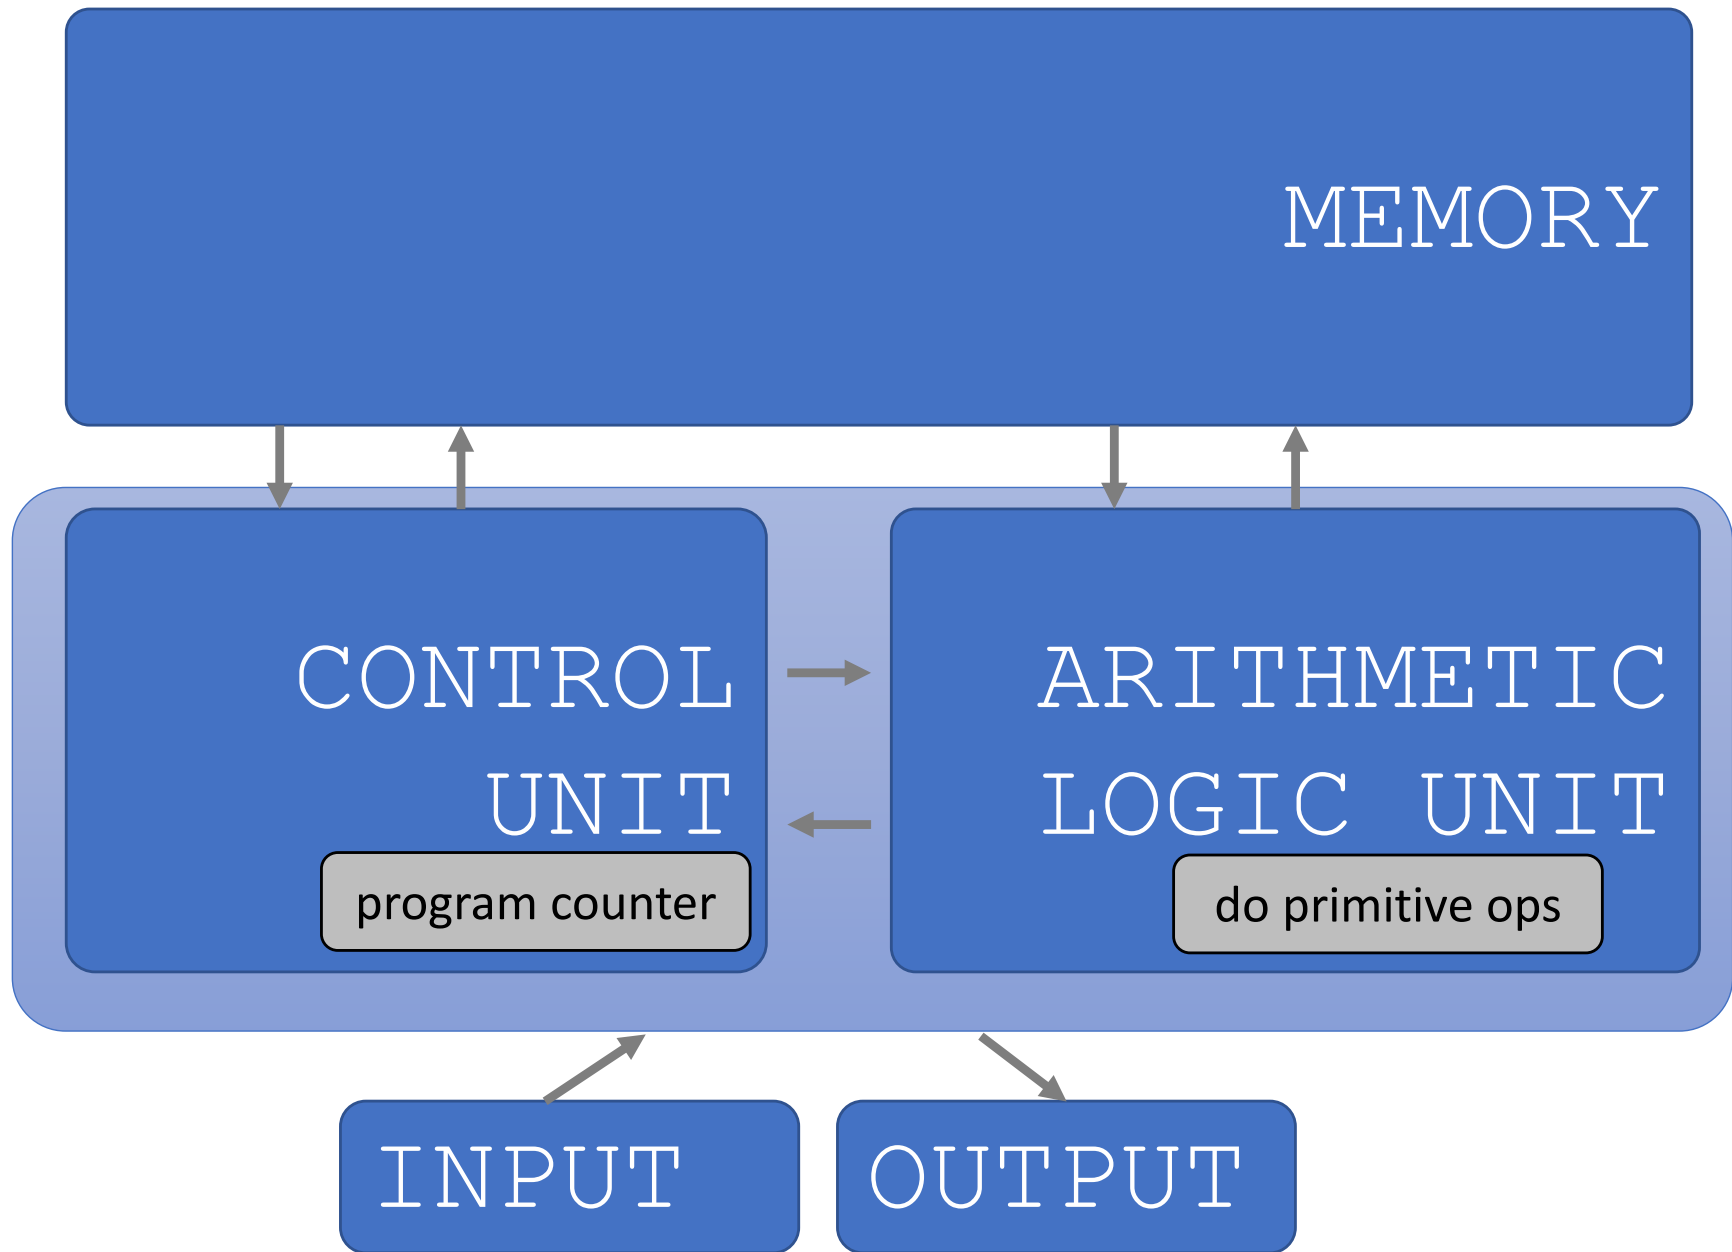 MEMORY
CONTROL
UNIT
program counter
ARITHMETIC
LOGIC UNIT
do primitive ops
INPUT
OUTPUT